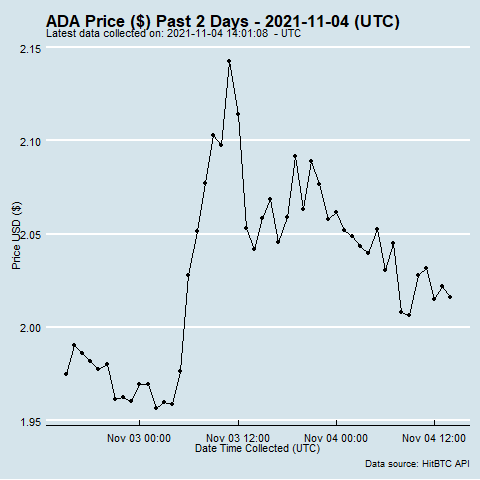 ADA Price ($) Past 2 Days - 2021-11-04 (UTC)
Latest data collected on: 2021-11-04 14:01:08  - UTC
2.15
2.10
2.05
2.00
1.95
Price USD ($)
Nov 03 00:00
Nov 03 12:00
Nov 04 00:00
Nov 04 12:00
Date Time Collected (UTC)
Data source: HitBTC API